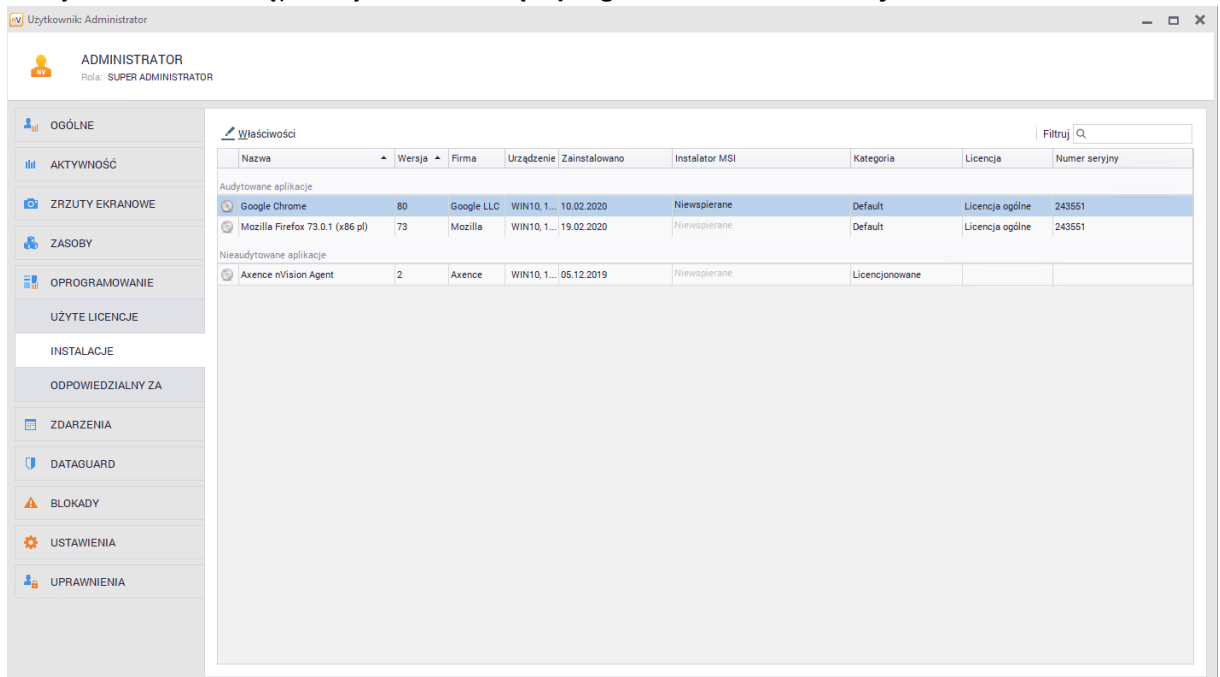 Użytkownik: Administrator
ADMINISTRATOR
Rola: SUPER ADMINISTRATOR
NV
OGÓLNE
AKTYWNOŚĆ
ZRZUTY EKRANOWE
ZASOBY
OPROGRAMOWANIE
UŻYTE LICENCJE
INSTALACJE
ODPOWIEDZIALNY ZA
ZDARZENIA
DATAGUARD
BLOKADY
USTAWIENIA
UPRAWNIENIA
Właściwości
Filtruj
Nazwa Wersja Firma Urządzenie Zainstalowano Instalator MSI Kategoria Licencja Numer seryjny
Audytowane aplikacje
Google Chrome 80 Google LLC WIN10, 1... 10.02.2020 Niewspierane Default Licencja ogólne 243551
Mozilla Firefox 73.0.1 (x86 pl) 73 Mozilla WIN10, 1... 19.02.2020 Niewspierane Default Licencja ogólne 243551
Nieaudytowane aplikacje
Axence nVision Agent 2 Axence WIN10, 1... 05.12.2019 Niewspierane Licencjonowane